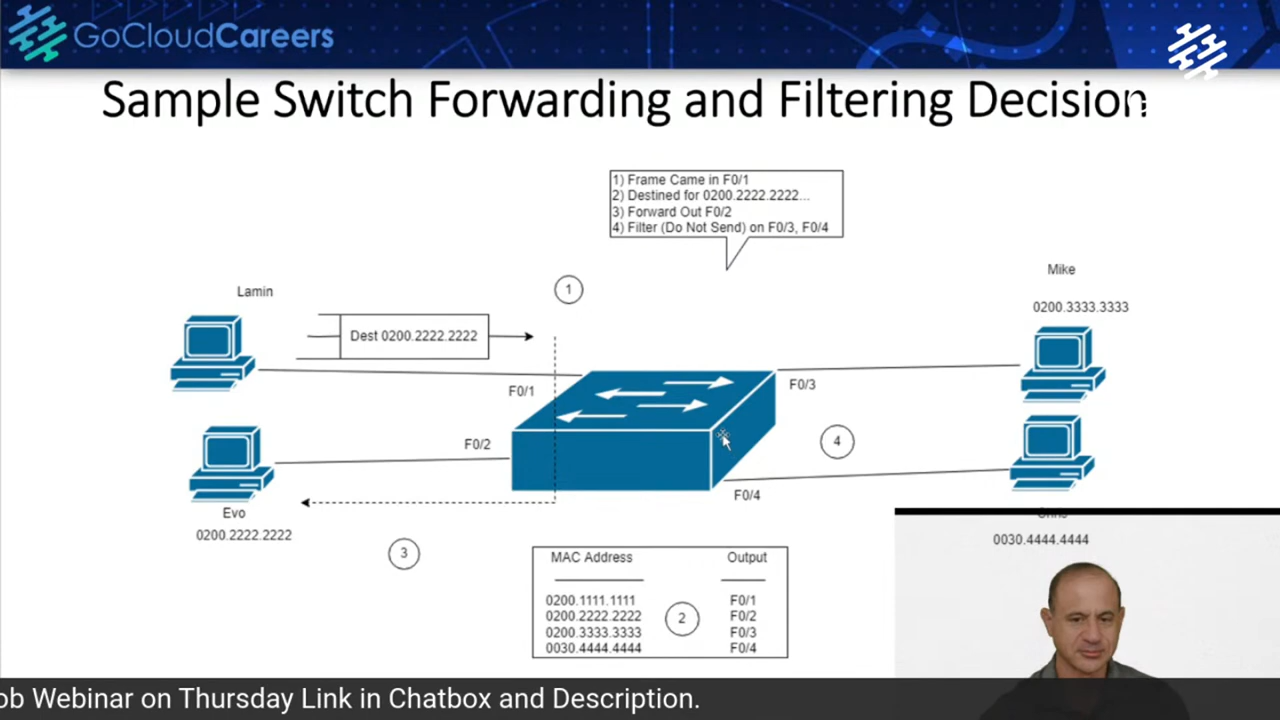 GoCloudCareers
Sample Switch Forwarding and Filtering Decision
1) Frame Came in F0/1
2) Destined for 0200.2222.2222...
3) Forward Out F0/2
4) Filter (Do Not Send) on F0/3, F0/4
Lamin
1
Mike
0200.3333.3333
Dest 0200.2222.2222
F0/1
F0/3
F0/2
4
F0/4
Evo
0200.2222.2222
3
0030.4444.4444
MAC Address Output
0200.1111.1111 F0/1
0200.2222.2222 F0/2
0200.3333.3333 F0/3
0030.4444.4444 F0/4
2
ob Webinar on Thursday Link in Chatbox and Description.